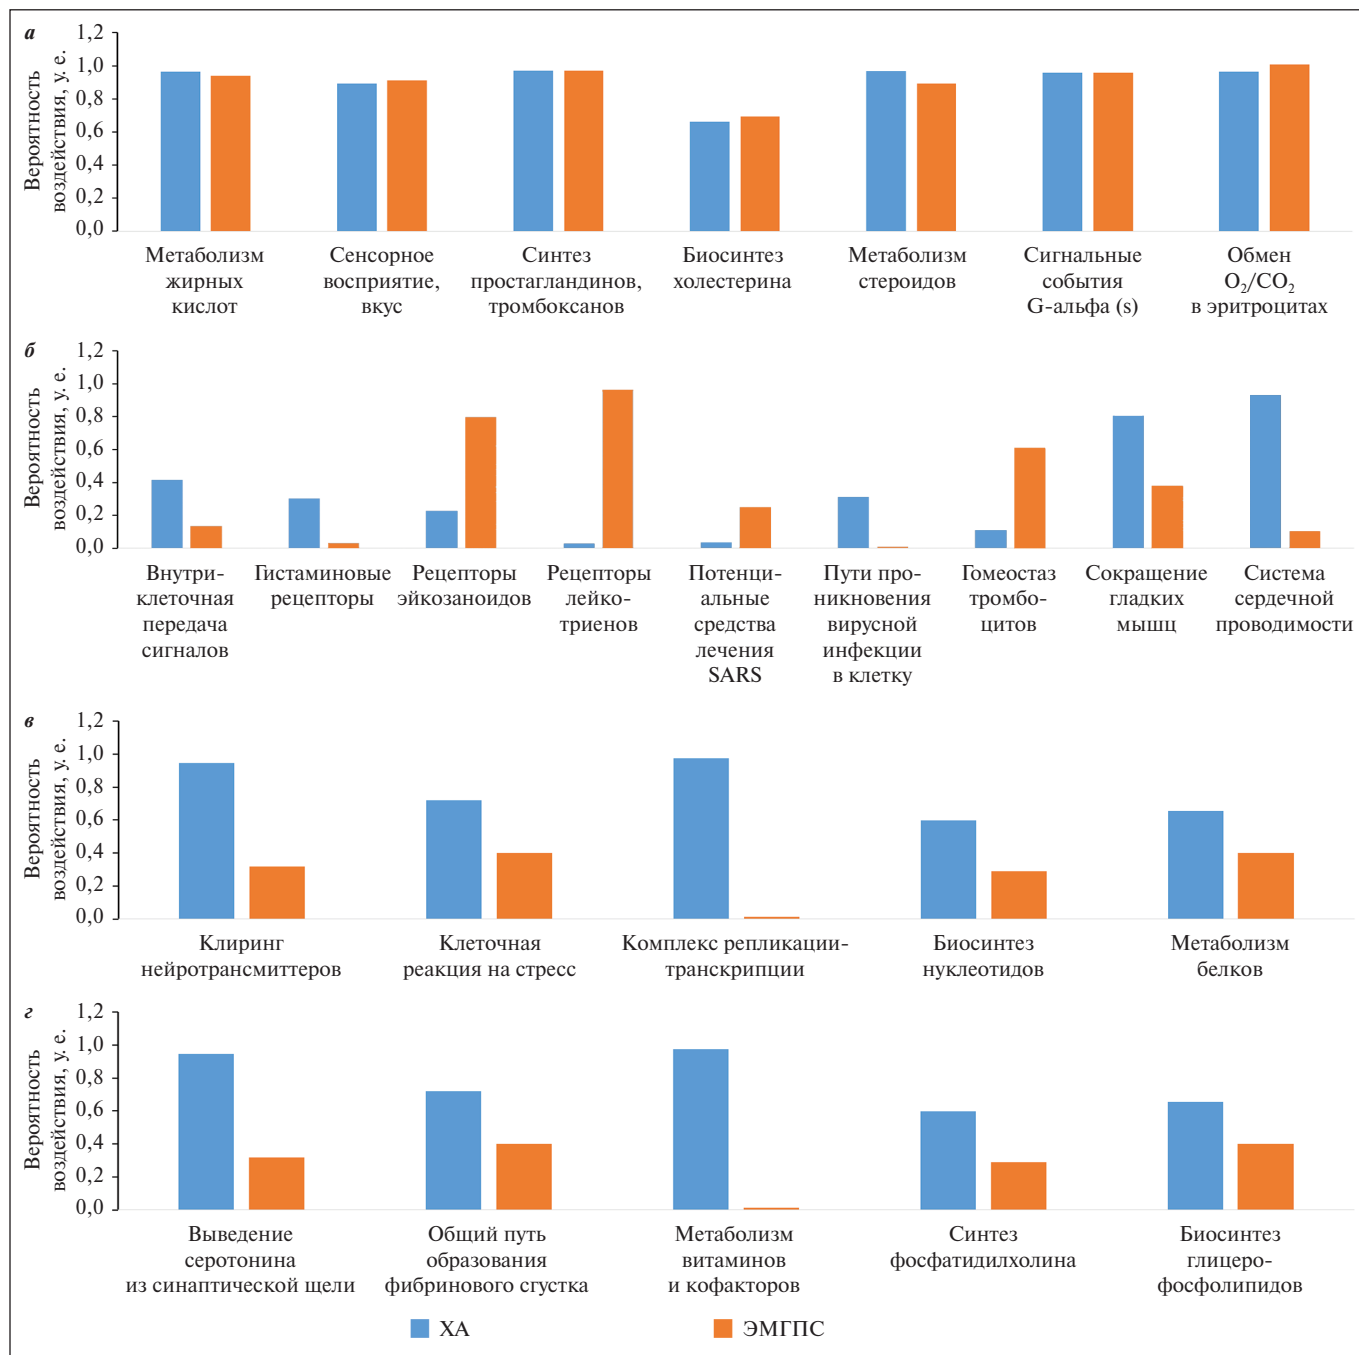 а
Вероятность
воздействия, у. е.
1,2
1,0
0,8
0,6
0,4
0,2
0,0
Метаболизм
жирных
кислот
Сенсорное
восприятие,
вкус
Синтез
простагландинов,
тромбоксанов
Биосинтез
холестерина
Метаболизм
стероидов
Сигнальные
события
G-альфа (s)
Обмен
O₂/CO₂
в эритроцитах
б
Вероятность
воздействия, у. е.
1,2
1,0
0,8
0,6
0,4
0,2
0,0
Внутри-
клеточная
передача
сигналов
Гистаминовые
рецепторы
Рецепторы
эйкозаноидов
Рецепторы
лейко-
триенов
Потенци-
альные
средства
лечения
SARS
Пути про-
никновения
вирусной
инфекции
в клетку
Гомеостаз
тромбо-
цитов
Сокращение
гладких
мышц
Система
сердечной
проводимости
в
Вероятность
воздействия, у. е.
1,2
1,0
0,8
0,6
0,4
0,2
0,0
Клиринг
нейротрансмиттеров
Клеточная
реакция на стресс
Комплекс репликации-
транскрипции
Биосинтез
нуклеотидов
Метаболизм
белков
г
Вероятность
воздействия, у. е.
1,2
1,0
0,8
0,6
0,4
0,2
0,0
Выведение
серотонина
из синаптической щели
Общий путь
образования
фибринового сгустка
Метаболизм
витаминов
и кофакторов
Синтез
фосфатидилхолина
Биосинтез
глицеро-
фосфолипидов
ХА
ЭМГПС